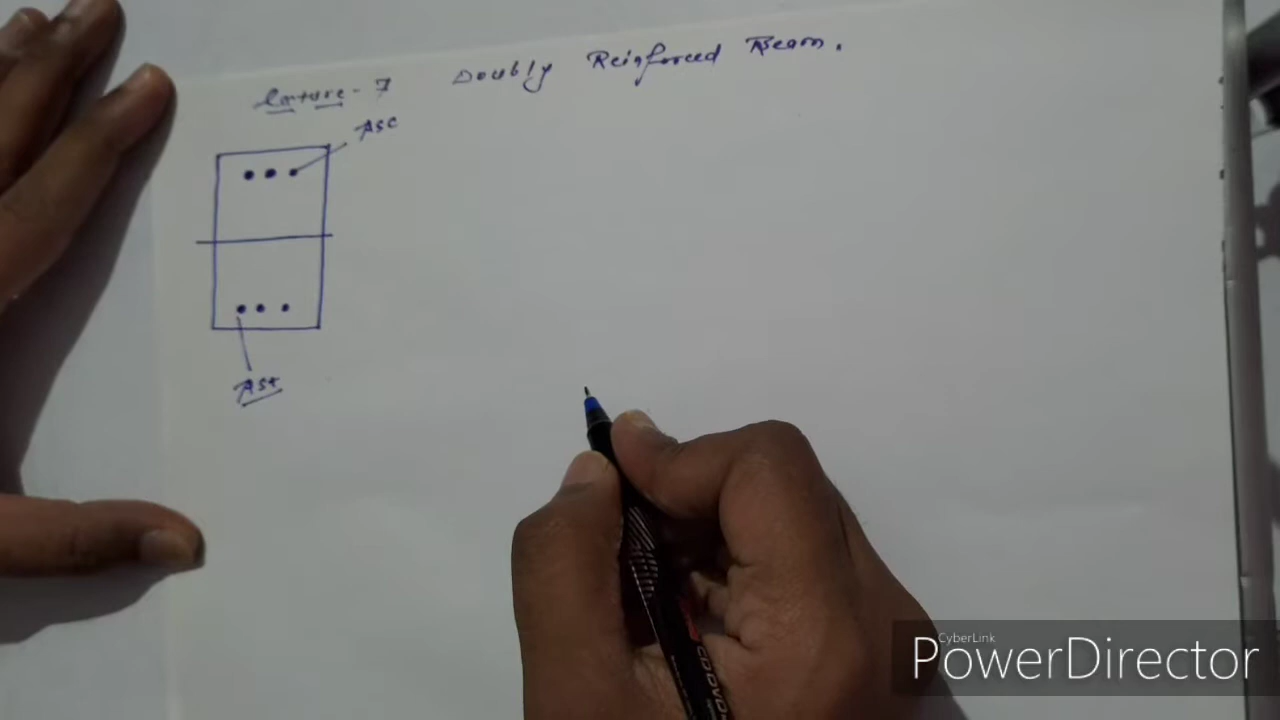 Lecture - 7 Doubly Reinforced Beam.
Asc
Ast
CyberLink
PowerDirector